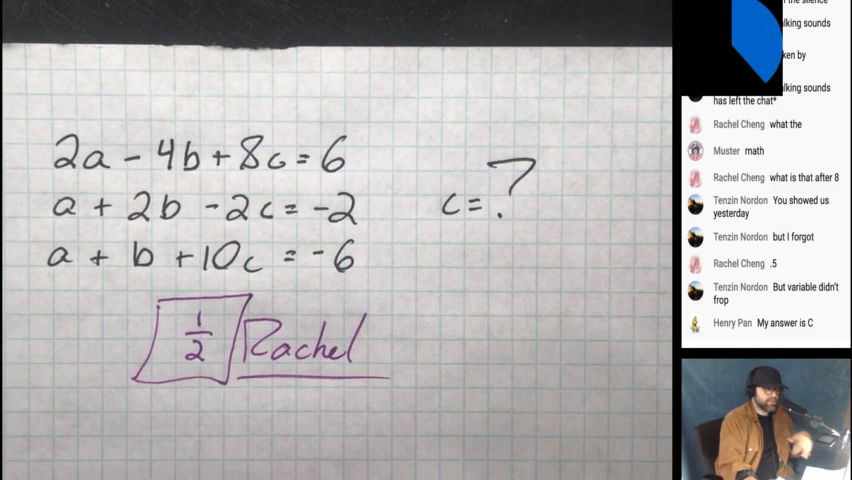 2a - 4b + 8c = 6
a + 2b - 2c = -2
a + b + 10c = -6
c = ?
1/2 Rachel
the silence
lking sounds
ken by
lking sounds
has left the chat*
Rachel Cheng what the
Muster math
Rachel Cheng what is that after 8
Tenzin Nordon You showed us
yesterday
Tenzin Nordon but I forgot
Rachel Cheng .5
Tenzin Nordon But variable didn't
frop
Henry Pan My answer is C